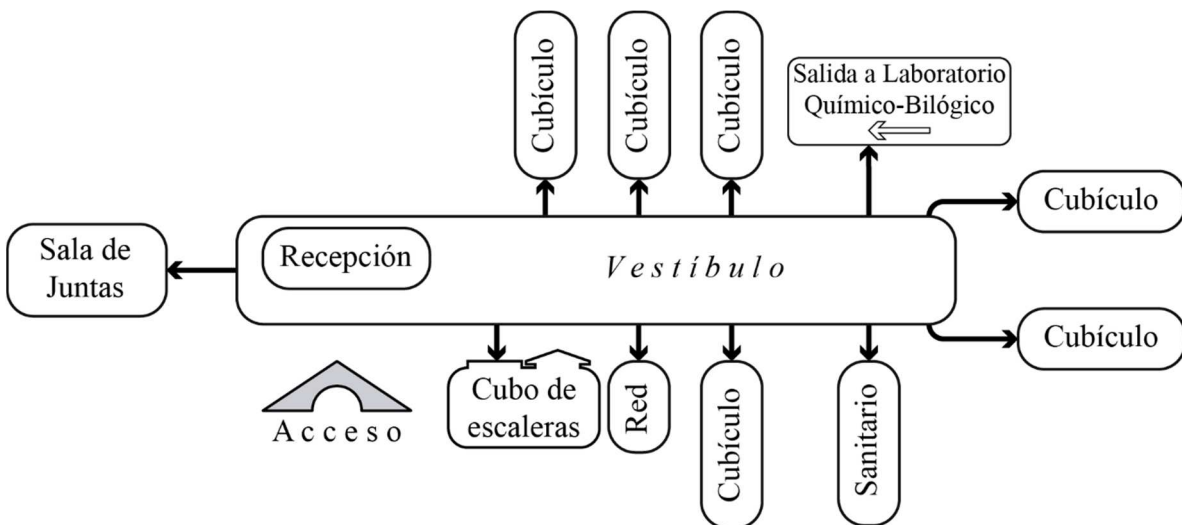 Cubículo
Cubículo
Cubículo
Salida a Laboratorio
Químico-Bilógico
Cubículo
Sala de
Juntas
Recepción
Vestíbulo
Cubículo
Acceso
Cubo de
escaleras
Red
Cubículo
Sanitario